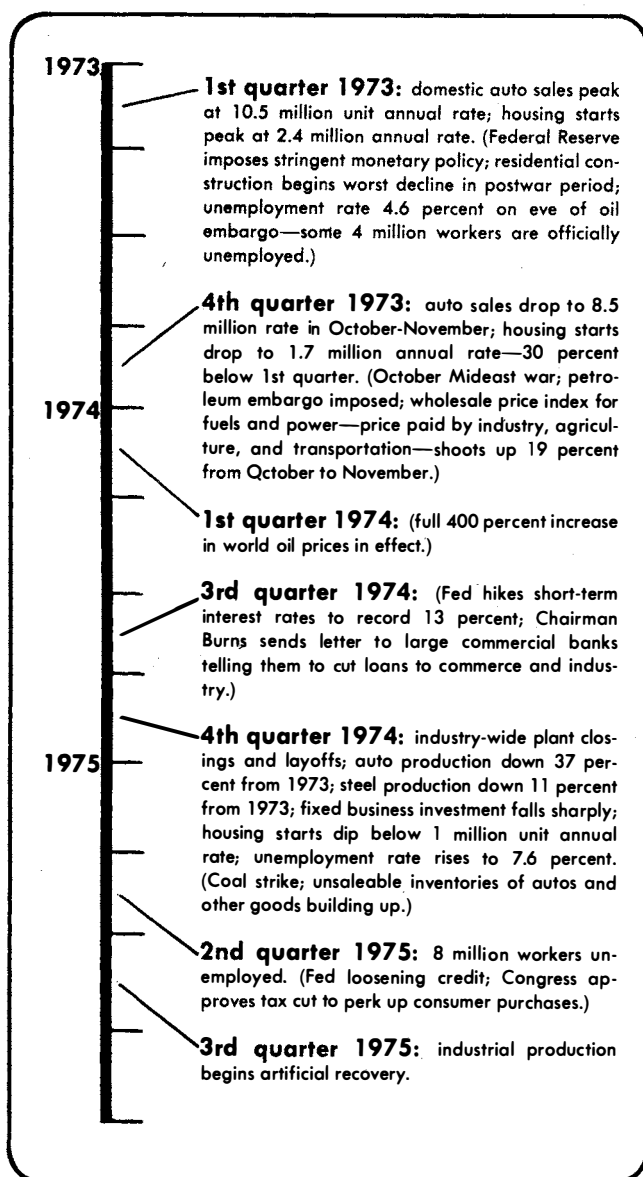 1973
1st quarter 1973: domestic auto sales peak
at 10.5 million unit annual rate; housing starts
peak at 2.4 million annual rate. (Federal Reserve
imposes stringent monetary policy; residential con-
struction begins worst decline in postwar period;
unemployment rate 4.6 percent on eve of oil
embargo—some 4 million workers are officially
unemployed.)
4th quarter 1973: auto sales drop to 8.5
million rate in October-November; housing starts
drop to 1.7 million annual rate—30 percent
below 1st quarter. (October Mideast war; petro-
leum embargo imposed; wholesale price index for
fuels and power—price paid by industry, agricul-
ture, and transportation—shoots up 19 percent
from October to November.)
1974
1st quarter 1974: (full 400 percent increase
in world oil prices in effect.)
3rd quarter 1974: (Fed hikes short-term
interest rates to record 13 percent; Chairman
Burns sends letter to large commercial banks
telling them to cut loans to commerce and indus-
try.)
4th quarter 1974: industry-wide plant clos-
ings and layoffs; auto production down 37 per-
cent from 1973; steel production down 11 percent
from 1973; fixed business investment falls sharply;
housing starts dip below 1 million unit annual
rate; unemployment rate rises to 7.6 percent.
(Coal strike; unsaleable inventories of autos and
other goods building up.)
1975
2nd quarter 1975: 8 million workers un-
employed. (Fed loosening credit; Congress ap-
proves tax cut to perk up consumer purchases.)
3rd quarter 1975: industrial production
begins artificial recovery.